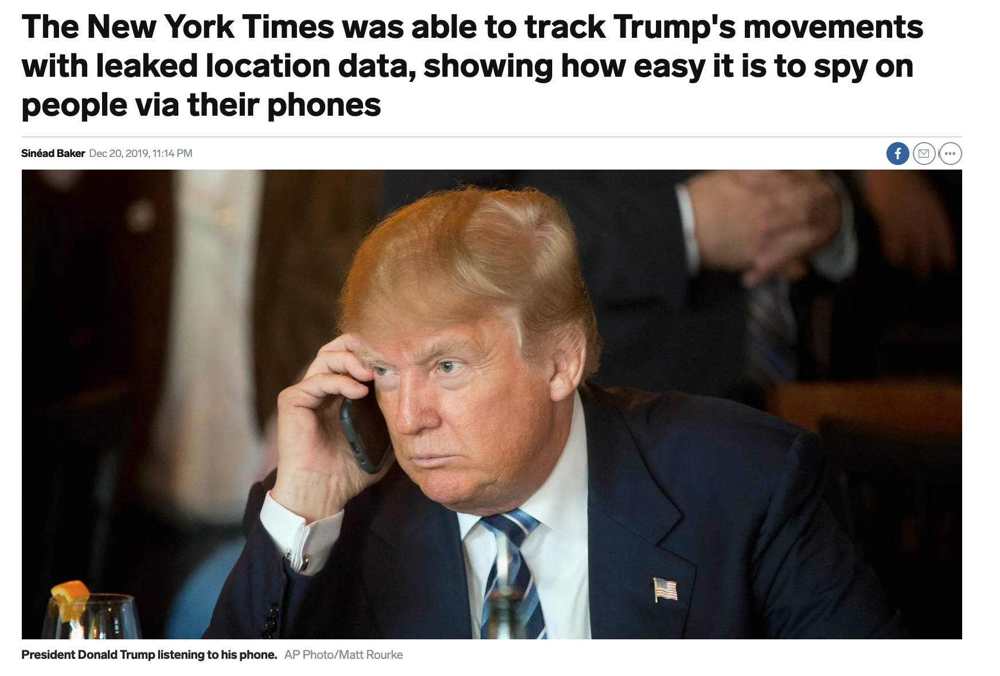 The New York Times was able to track Trump's movements
with leaked location data, showing how easy it is to spy on
people via their phones
Sinéad Baker Dec 20, 2019, 11:14 PM
f
President Donald Trump listening to his phone. AP Photo/Matt Rourke